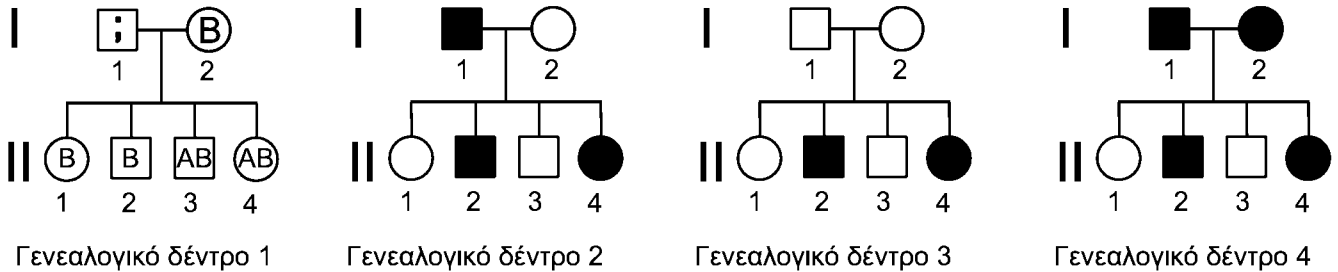 I ; B I I I
1 2 1 2 1 2 1 2
II B B AB AB II II II
1 2 3 4 1 2 3 4 1 2 3 4 1 2 3 4
Γενεαλογικό δέντρο 1 Γενεαλογικό δέντρο 2 Γενεαλογικό δέντρο 3 Γενεαλογικό δέντρο 4